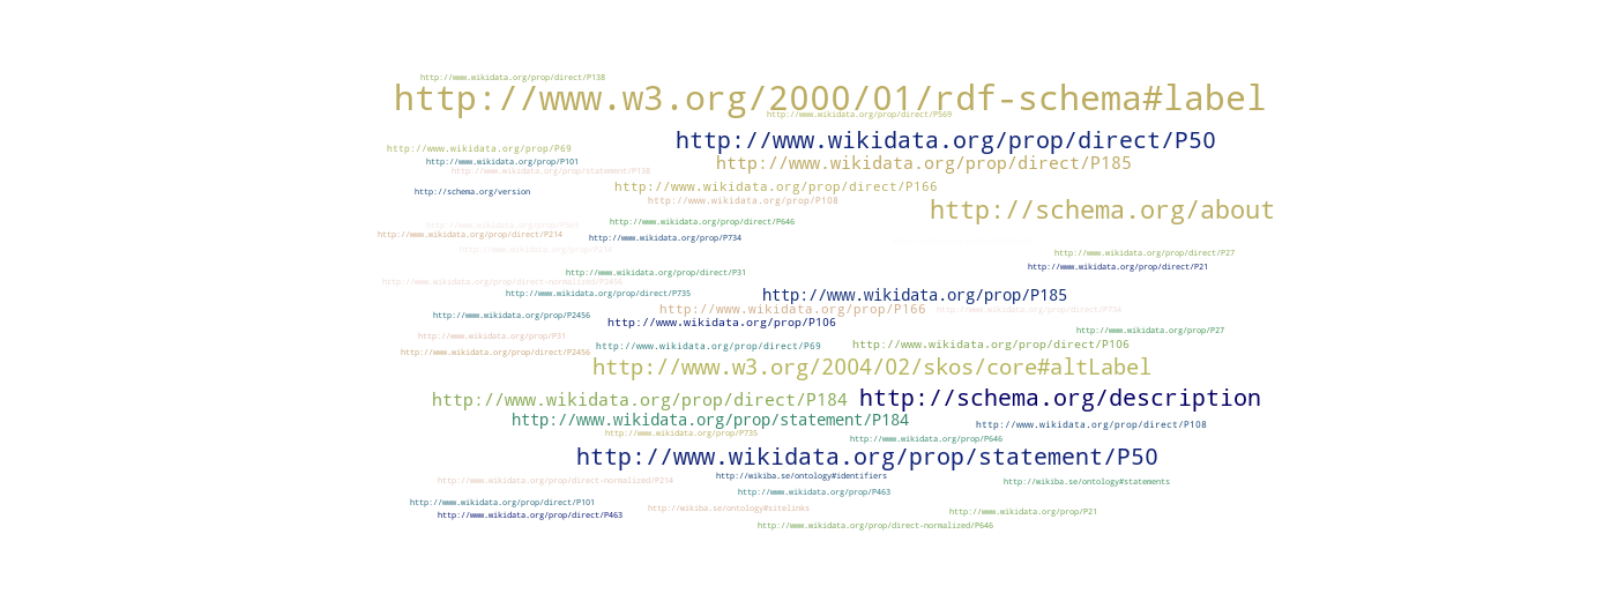 http://www.wikidata.org/prop/direct/P138
http://www.w3.org/2000/01/rdf-schema#label
http://www.wikidata.org/prop/direct/P569
http://www.wikidata.org/prop/direct/P50
http://www.wikidata.org/prop/P69
http://www.wikidata.org/prop/P101
http://www.wikidata.org/prop/direct/P185
http://www.wikidata.org/prop/statement/P138
http://www.wikidata.org/prop/direct/P166
http://schema.org/version
http://www.wikidata.org/prop/P108
http://schema.org/about
http://www.wikidata.org/prop/direct/P646
http://www.wikidata.org/prop/direct/P214
http://www.wikidata.org/prop/P734
http://www.wikidata.org/prop/P214
http://www.wikidata.org/prop/direct/P27
http://www.wikidata.org/prop/direct/P21
http://www.wikidata.org/prop/direct/P31
http://www.wikidata.org/prop/direct-normalized/P2456
http://www.wikidata.org/prop/direct/P735
http://www.wikidata.org/prop/P185
http://www.wikidata.org/prop/P166
http://www.wikidata.org/prop/direct/P734
http://www.wikidata.org/prop/P2456
http://www.wikidata.org/prop/P106
http://www.wikidata.org/prop/P27
http://www.wikidata.org/prop/P31
http://www.wikidata.org/prop/direct/P69
http://www.wikidata.org/prop/direct/P106
http://www.wikidata.org/prop/direct/P2456
http://www.w3.org/2004/02/skos/core#altLabel
http://www.wikidata.org/prop/direct/P184
http://schema.org/description
http://www.wikidata.org/prop/statement/P184
http://www.wikidata.org/prop/direct/P108
http://www.wikidata.org/prop/P735
http://www.wikidata.org/prop/P646
http://www.wikidata.org/prop/statement/P50
http://wikiba.se/ontology#identifiers
http://www.wikidata.org/prop/direct-normalized/P214
http://wikiba.se/ontology#statements
http://www.wikidata.org/prop/P463
http://www.wikidata.org/prop/direct/P101
http://wikiba.se/ontology#sitelinks
http://www.wikidata.org/prop/P21
http://www.wikidata.org/prop/direct/P463
http://www.wikidata.org/prop/direct-normalized/P646